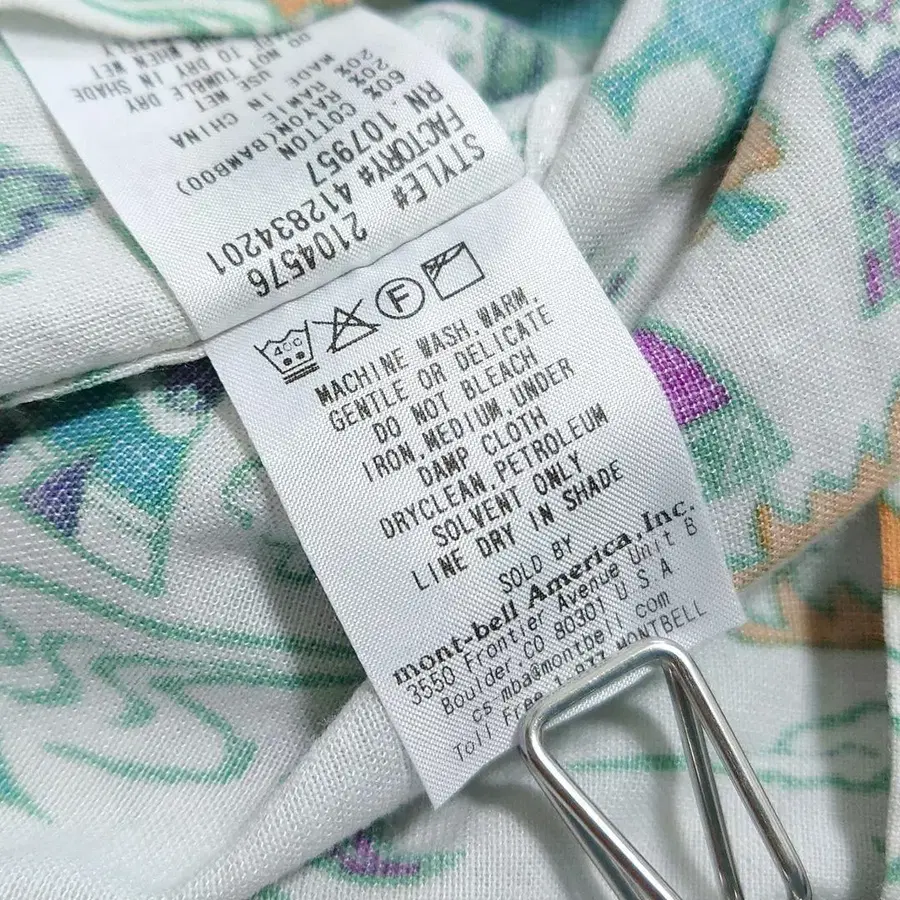 STYLE# 2104576
FACTORY# 412834201
RN. 107957
60% COTTON
20% RAYON(BAMBOO)
20% RAMIE
MADE IN CHINA
USE NET
DO NOT TUMBLE DRY
TO DRY IN SHADE
WHEN WET
40C F
MACHINE WASH,WARM,
GENTLE OR DELICATE
DO NOT BLEACH
IRON,MEDIUM,UNDER
DAMP CLOTH
DRYCLEAN,PETROLEUM
SOLVENT ONLY
LINE DRY IN SHADE
SOLD BY
mont-bell America,Inc.
3550 Frontier Avenue Unit B
Boulder,CO 80301 U S A
cs mba@montbell com
Toll Free 1 877 MONTBELL